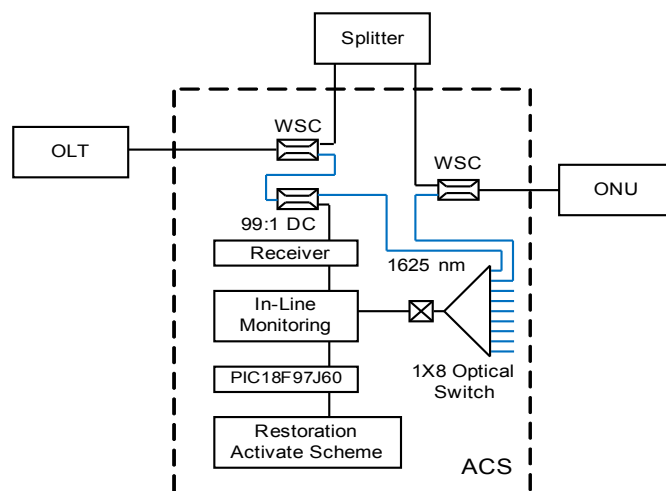 Splitter
WSC
OLT
WSC
ONU
99:1 DC
Receiver
1625 nm
In-Line
Monitoring
1X8 Optical
Switch
PIC18F97J60
Restoration
Activate Scheme
ACS